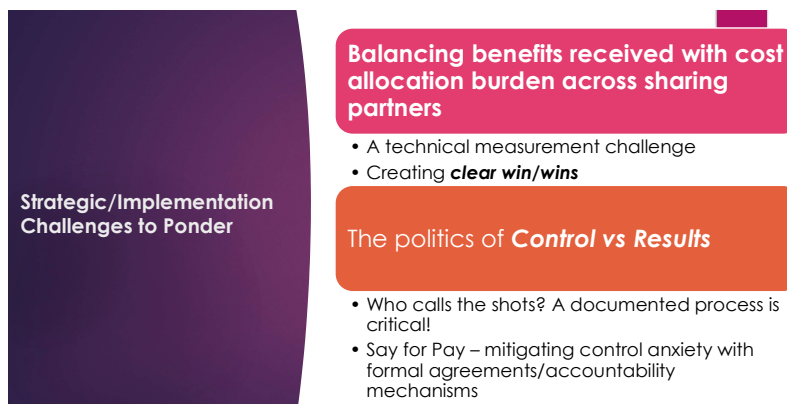 Strategic/Implementation
Challenges to Ponder
Balancing benefits received with cost
allocation burden across sharing
partners
• A technical measurement challenge
• Creating clear win/wins
The politics of Control vs Results
• Who calls the shots? A documented process is
critical!
• Say for Pay – mitigating control anxiety with
formal agreements/accountability
mechanisms